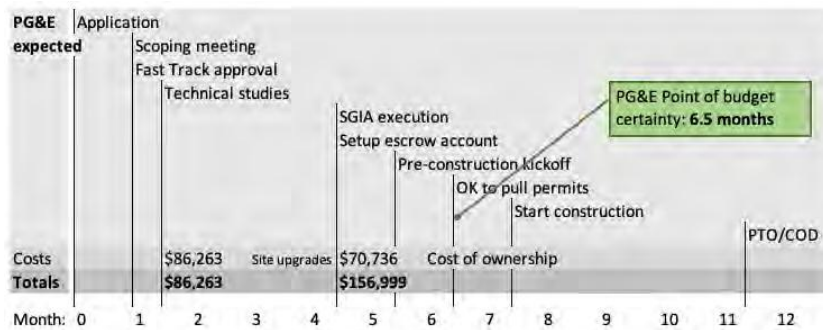 PG&E Application
expected Scoping meeting
Fast Track approval
Technical studies
PG&E Point of budget
certainty: 6.5 months
SGIA execution
Setup escrow account
Pre-construction kickoff
OK to pull permits
Start construction
PTO/COD
Costs $86,263 Site upgrades $70,736 Cost of ownership
Totals $86,263 $156,999
Month: 0 1 2 3 4 5 6 7 8 9 10 11 12